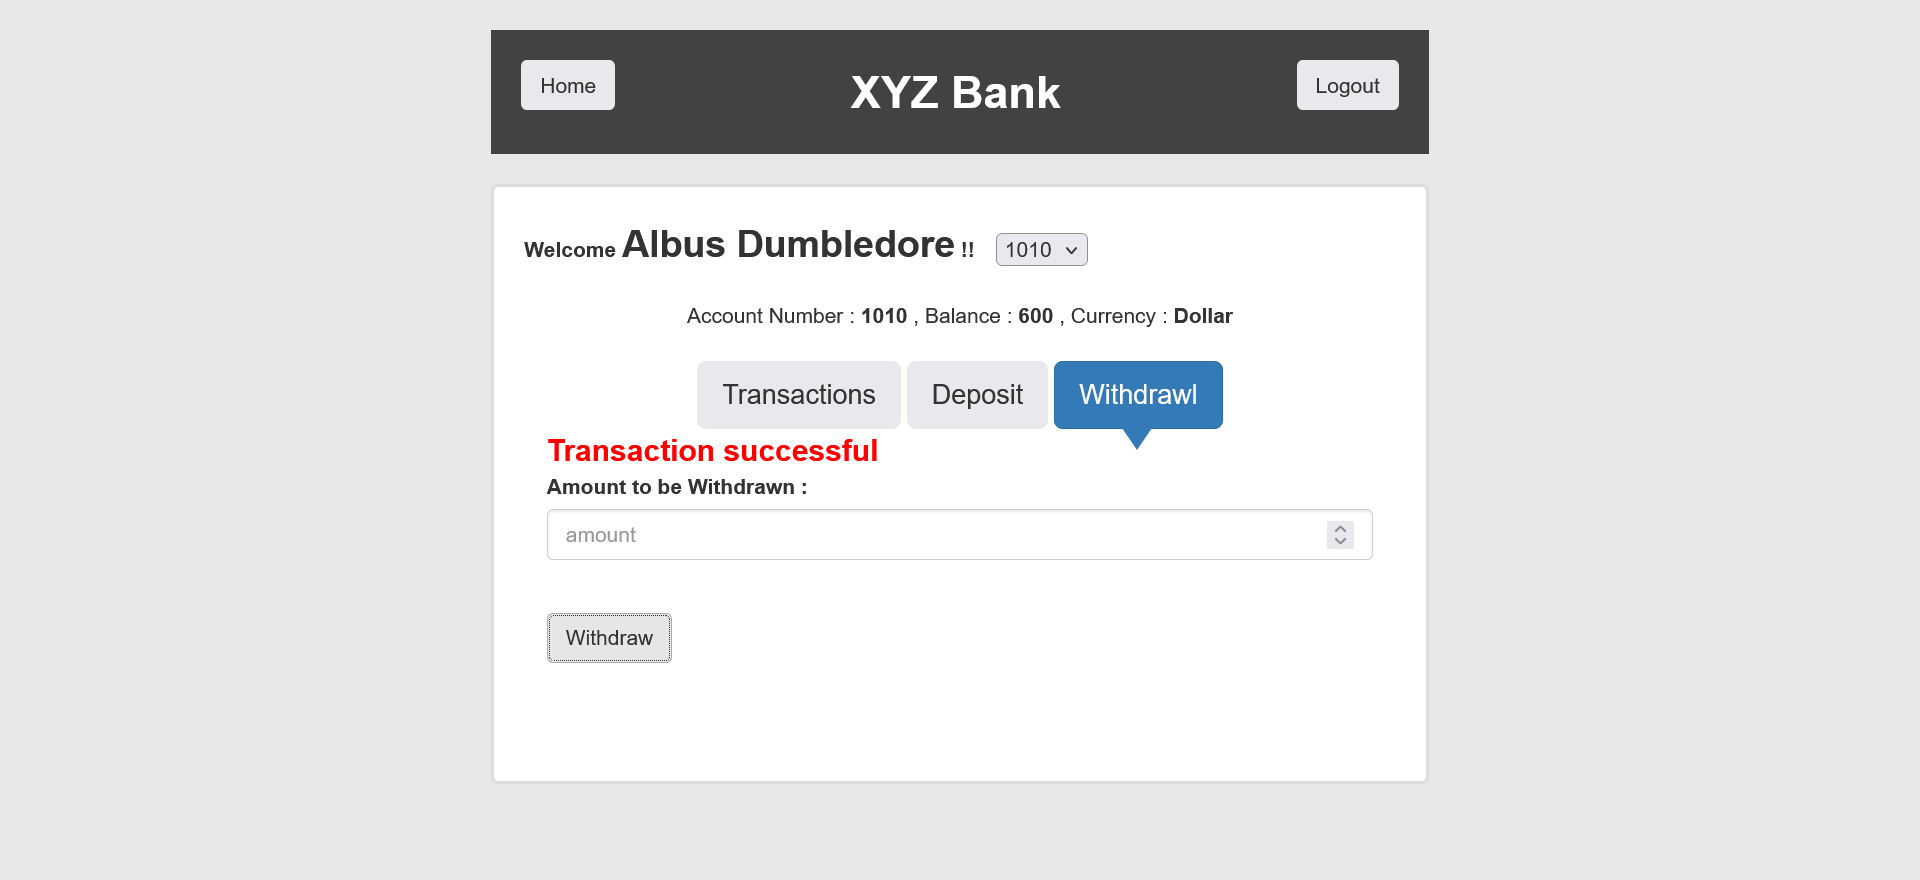 Home
XYZ Bank
Logout
Welcome Albus Dumbledore !! 1010
Account Number : 1010 , Balance : 600 , Currency : Dollar
Transactions
Deposit
Withdrawl
Transaction successful
Amount to be Withdrawn :
amount
Withdraw